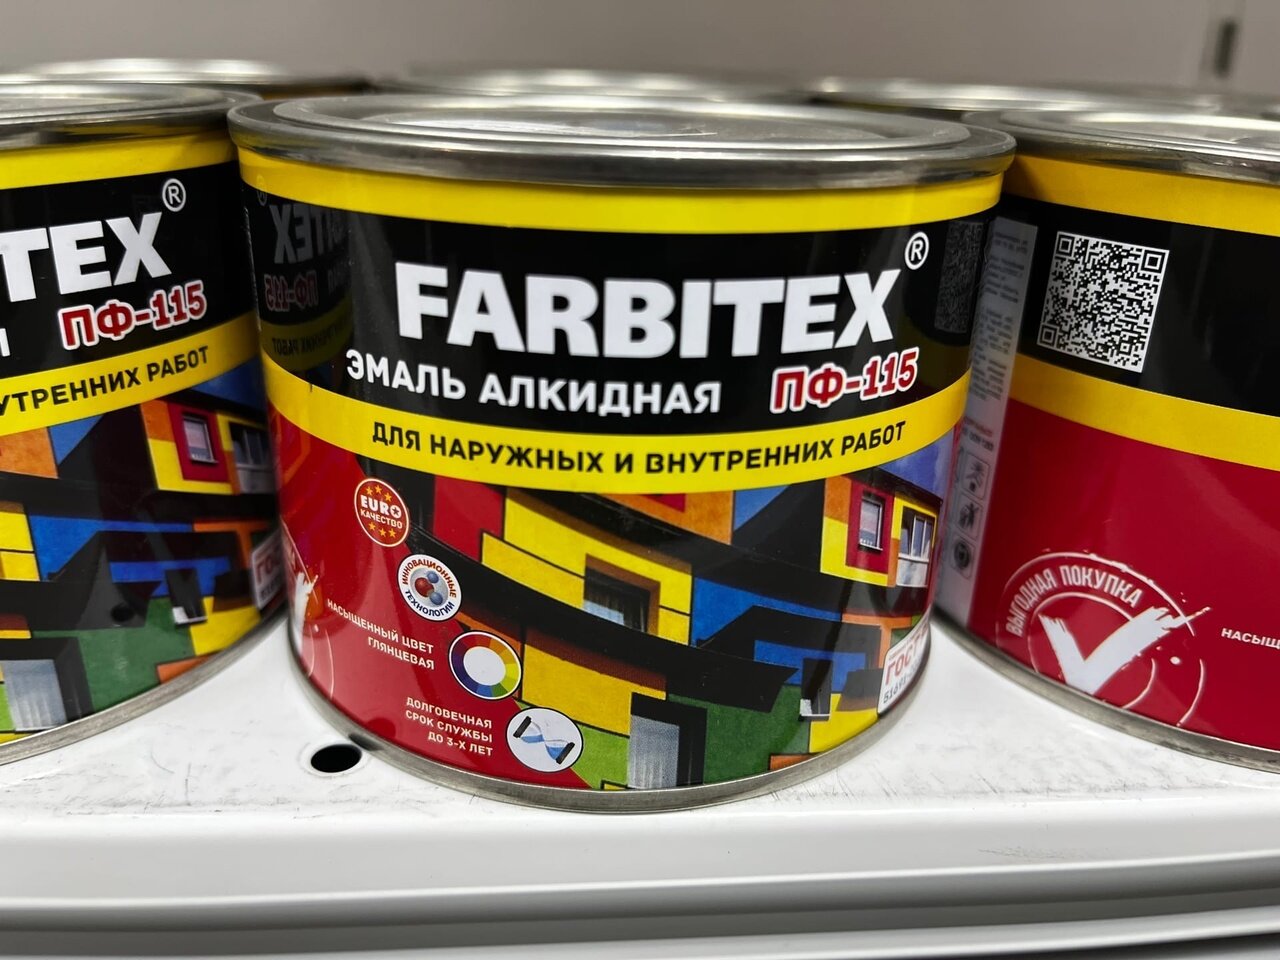 FARBITEX®
ЭМАЛЬ АЛКИДНАЯ ПФ-115
ДЛЯ НАРУЖНЫХ И ВНУТРЕННИХ РАБОТ
EURO
КАЧЕСТВО
ИННОВАЦИОННЫЕ
ТЕХНОЛОГИИ
НАСЫЩЕННЫЙ ЦВЕТ
ГЛЯНЦЕВАЯ
ДОЛГОВЕЧНАЯ
СРОК СЛУЖБЫ
ДО 3-Х ЛЕТ
ГОСТ
TEX®
ПФ-115
УТРЕННИХ РАБОТ
ВЫГОДНАЯ ПОКУПКА
НАСЫЩ